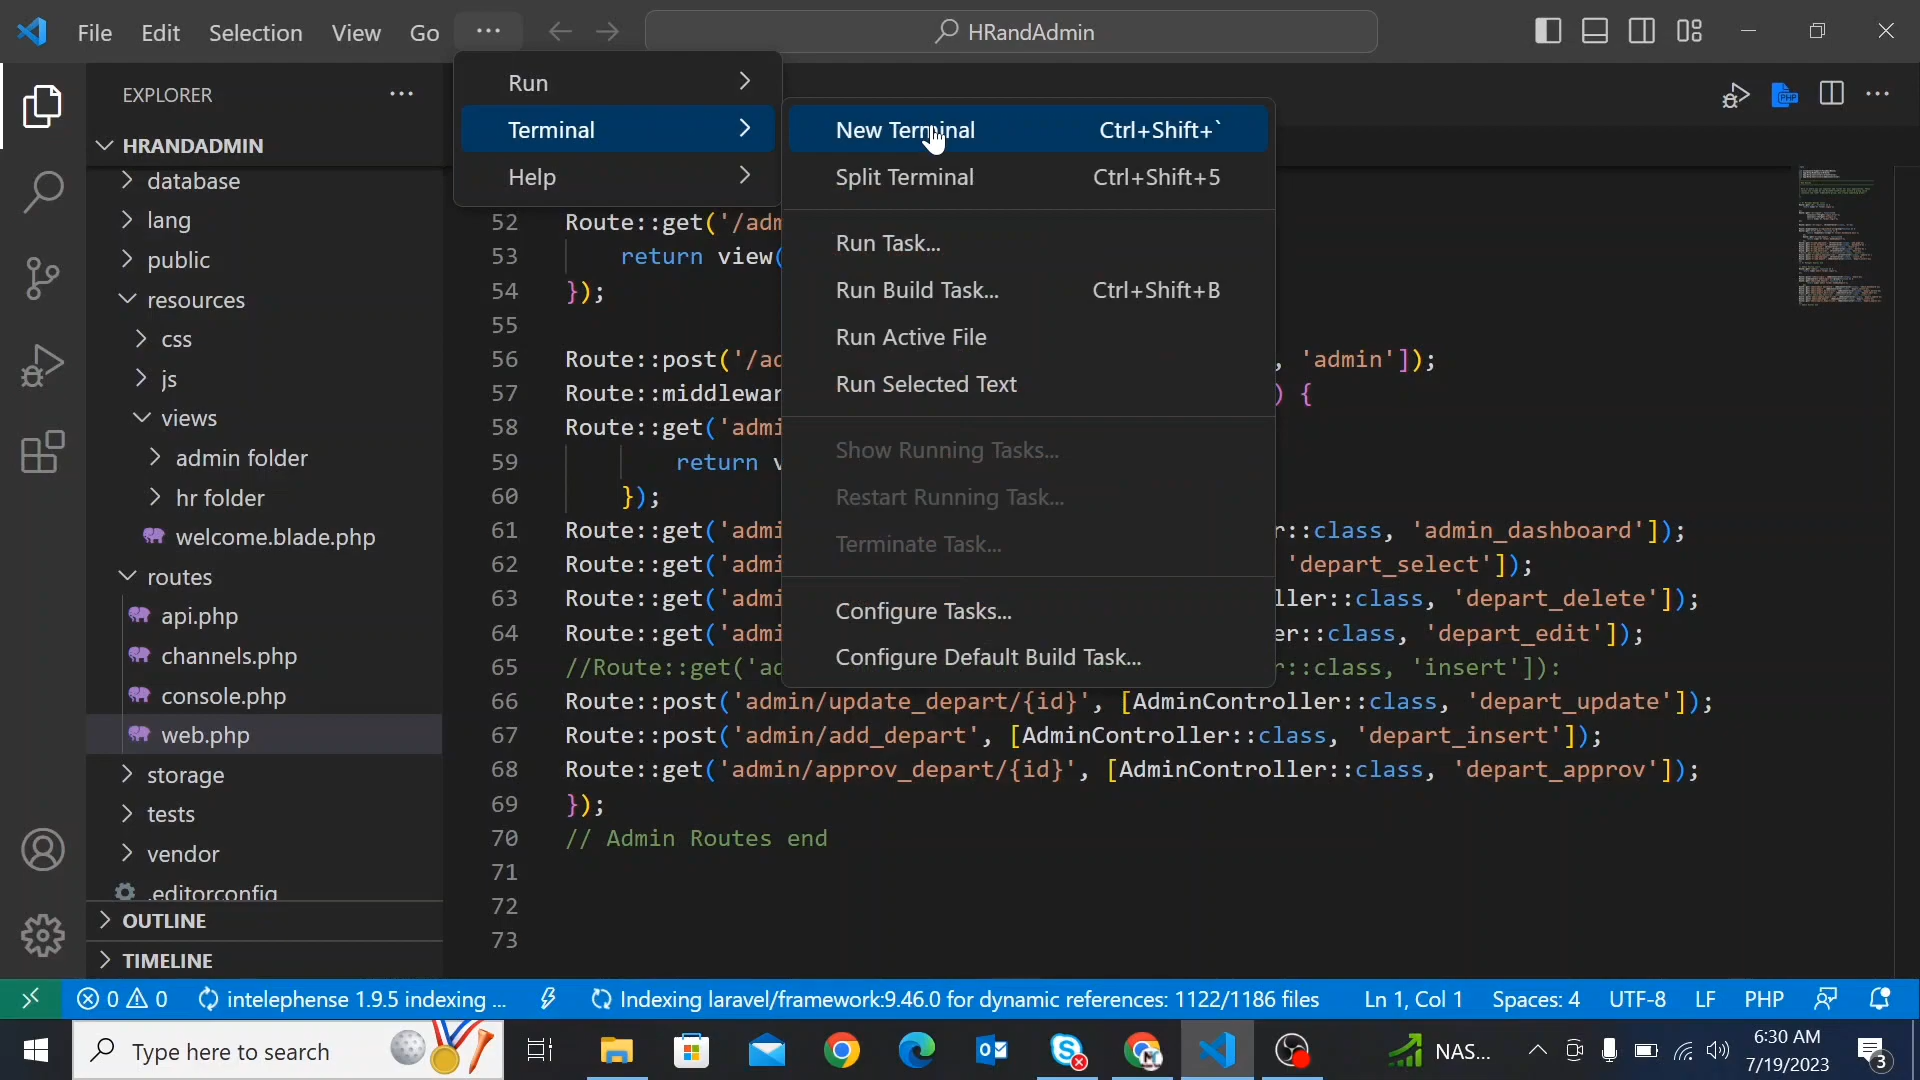 File Edit Selection View Go ··· HRandAdmin
EXPLORER ···
HRANDADMIN
database
lang
public
resources
css
js
views
admin folder
hr folder
welcome.blade.php
routes
api.php
channels.php
console.php
web.php
storage
tests
vendor
.editorconfig
OUTLINE
TIMELINE
Run
Terminal
Help
New Terminal Ctrl+Shift+`
Split Terminal Ctrl+Shift+5
Run Task...
Run Build Task... Ctrl+Shift+B
Run Active File
Run Selected Text
Show Running Tasks...
Restart Running Task...
Terminate Task...
Configure Tasks...
Configure Default Build Task...
52 Route::get('/adm
53 return view(
54 });
55
56 Route::post('/ad , 'admin']);
57 Route::middlewar ) {
58 Route::get('admi
59 return v
60 });
61 Route::get('admi r::class, 'admin_dashboard']);
62 Route::get('admi 'depart_select']);
63 Route::get('admi ller::class, 'depart_delete']);
64 Route::get('admi er::class, 'depart_edit']);
65 //Route::get('ad r::class, 'insert']):
66 Route::post('admin/update_depart/{id}', [AdminController::class, 'depart_update']);
67 Route::post('admin/add_depart', [AdminController::class, 'depart_insert']);
68 Route::get('admin/approv_depart/{id}', [AdminController::class, 'depart_approv']);
69 });
70 // Admin Routes end
71
72
73
0 0 intelephense 1.9.5 indexing ... Indexing laravel/framework:9.46.0 for dynamic references: 1122/1186 files Ln 1, Col 1 Spaces: 4 UTF-8 LF PHP
Type here to search
NAS...
6:30 AM
7/19/2023
3